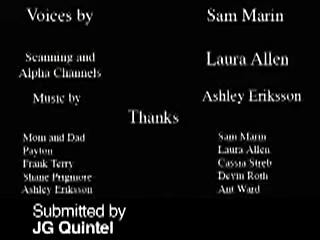 Voices by Sam Marin
Scanning and Laura Allen
Alpha Channels
Music by Ashley Eriksson
Thanks
Mom and Dad Sam Marin
Payton Laura Allen
Frank Terry Cassia Streb
Shane Prigmore Devin Roth
Ashley Eriksson Ant Ward
Submitted by
JG Quintel